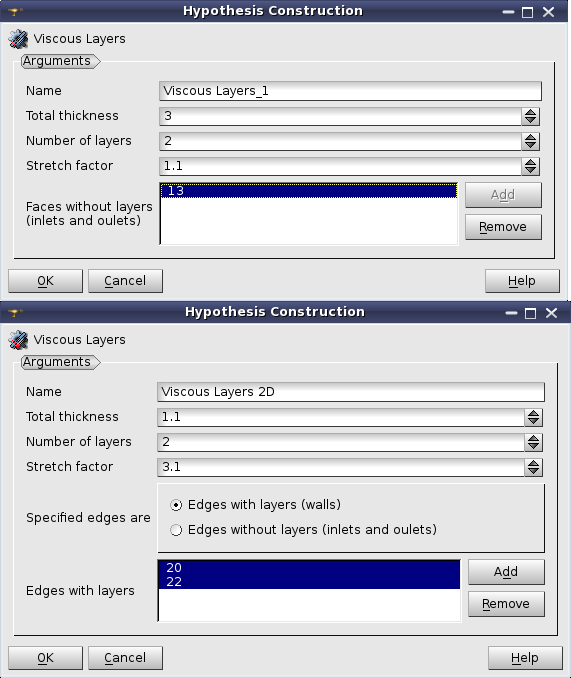 Hypothesis Construction
Viscous Layers
Arguments
Name
Viscous Layers_1
Total thickness
3
Number of layers
2
Stretch factor
1.1
Faces without layers
(inlets and oulets)
13
Add
Remove
OK
Cancel
Help
Hypothesis Construction
Viscous Layers
Arguments
Name
Viscous Layers 2D
Total thickness
1.1
Number of layers
2
Stretch factor
3.1
Specified edges are
Edges with layers (walls)
Edges without layers (inlets and oulets)
Edges with layers
20
22
Add
Remove
OK
Cancel
Help